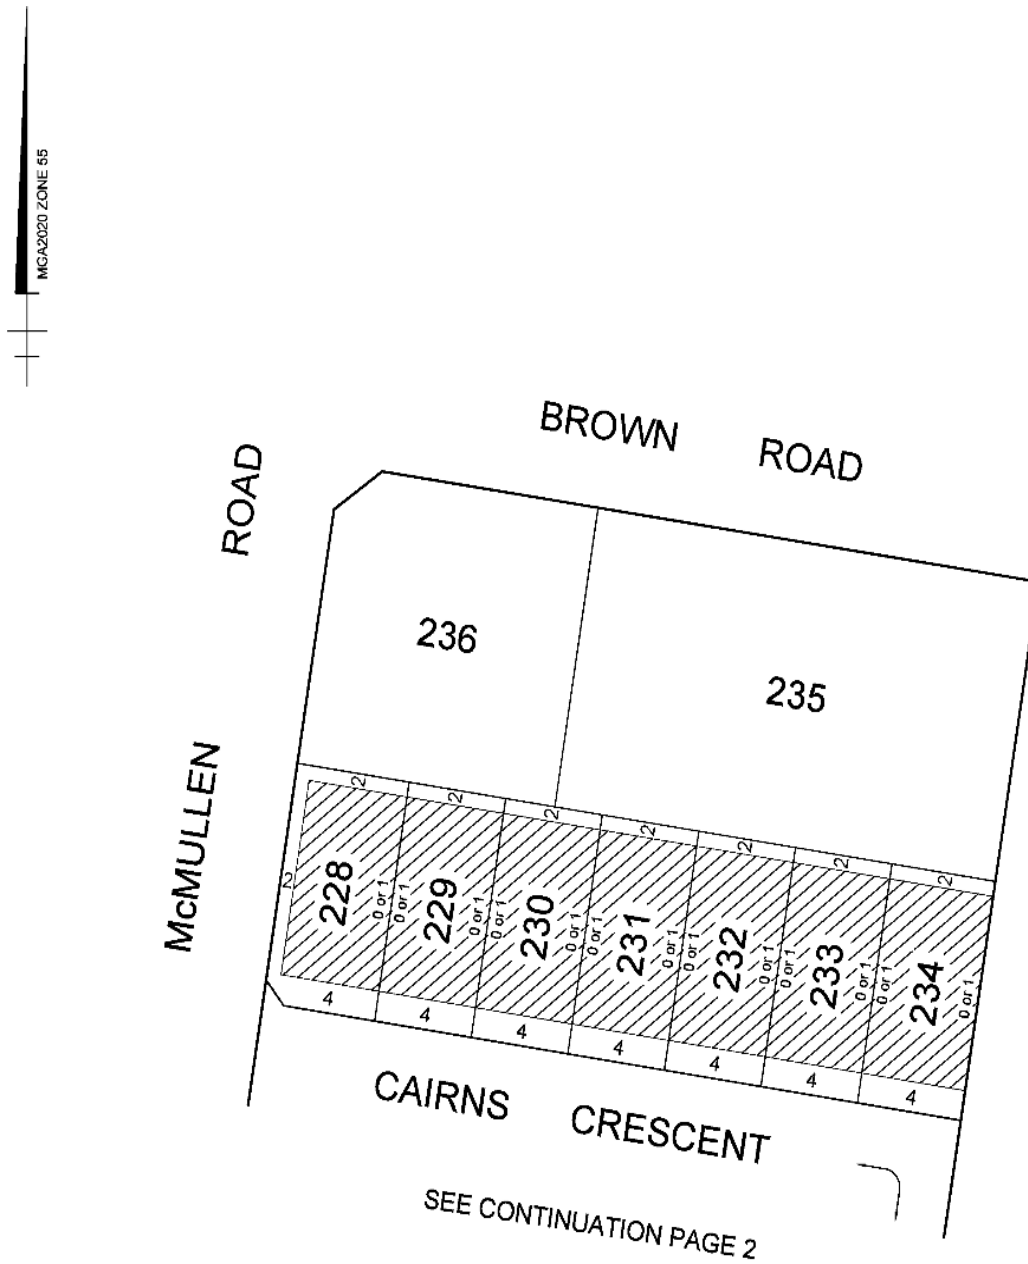 MGA2020 ZONE 55
BROWN ROAD
McMULLEN ROAD
236
235
2
2
2
2
2
2
2
2
228
0 or 1
0 or 1
229
0 or 1
0 or 1
230
0 or 1
0 or 1
231
0 or 1
0 or 1
232
0 or 1
0 or 1
233
0 or 1
0 or 1
234
0 or 1
4
4
4
4
4
4
4
CAIRNS CRESCENT
SEE CONTINUATION PAGE 2